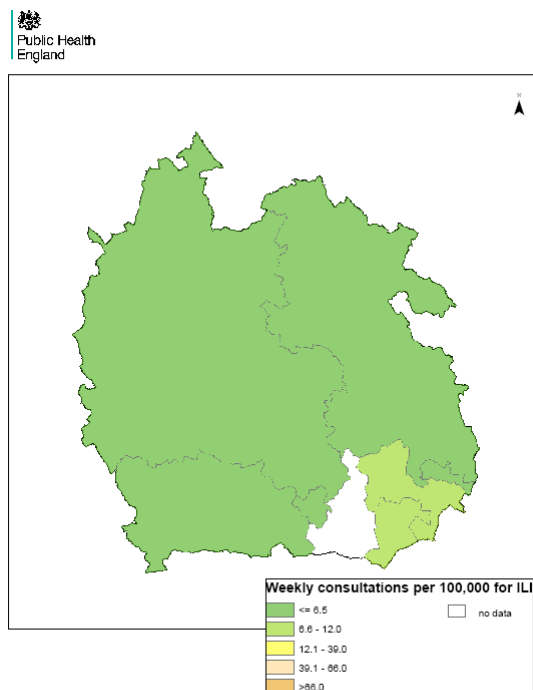 Public Health
England
N
Weekly consultations per 100,000 for ILI
<= 6.5
no data
6.6 - 12.0
12.1 - 39.0
39.1 - 66.0
>66.0